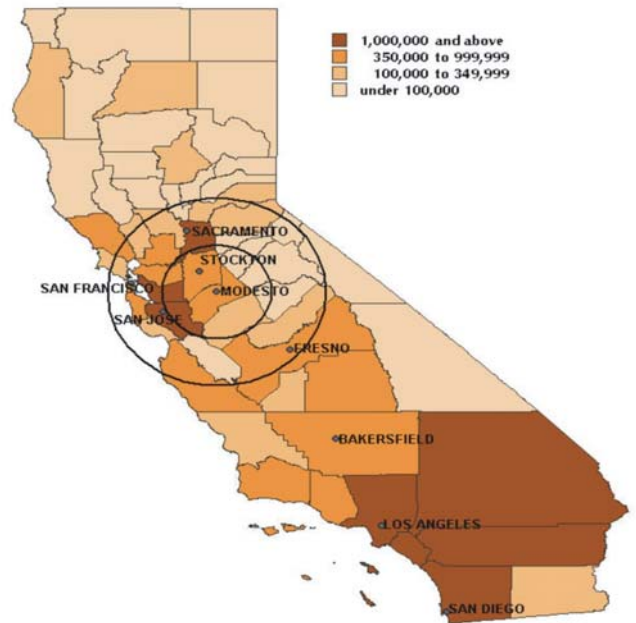 1,000,000 and above
350,000 to 999,999
100,000 to 349,999
under 100,000
SACRAMENTO
STOCKTON
SAN FRANCISCO
MODESTO
SAN JOSE
FRESNO
BAKERSFIELD
LOS ANGELES
SAN DIEGO